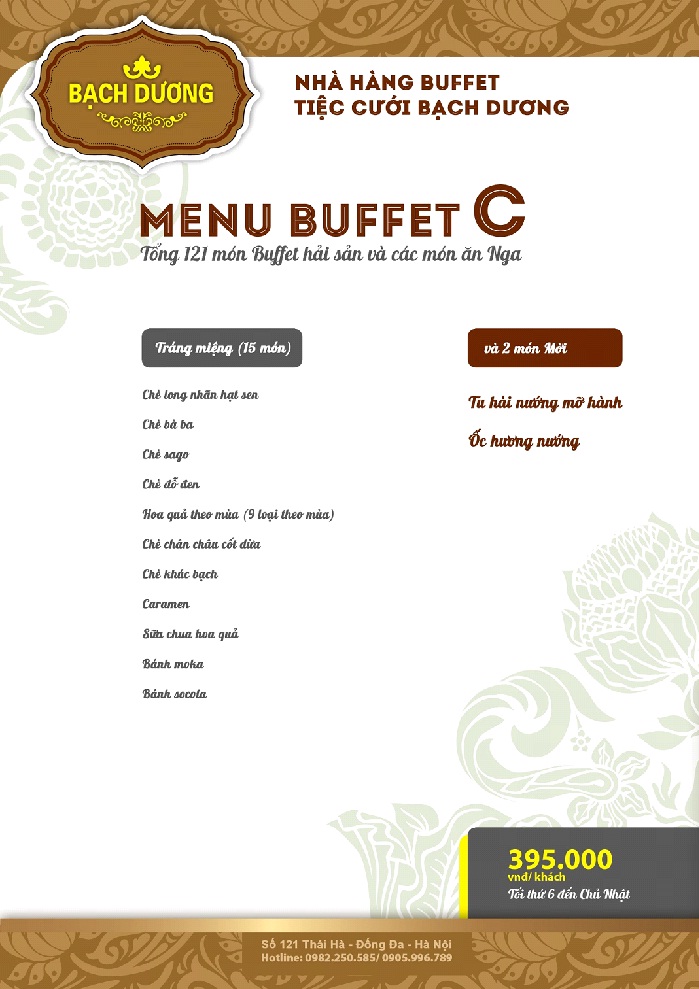 BẠCH DƯƠNG
NHÀ HÀNG BUFFET
TIỆC CƯỚI BẠCH DƯƠNG
MENU BUFFET C
Tổng 121 món Buffet hải sản và các món ăn Nga
Tráng miệng (15 món)
Chè long nhãn hạt sen
Chè bà ba
Chè sago
Chè đỗ đen
Hoa quả theo mùa (9 loại theo mùa)
Chè chân châu cốt dừa
Chè khúc bạch
Caramen
Sữa chua hoa quả
Bánh moka
Bánh socola
và 2 món Mới
Tu hài nướng mỡ hành
Ốc hương nướng
395.000
vnđ/ khách
Tối thứ 6 đến Chủ Nhật
Số 121 Thái Hà - Đống Đa - Hà Nội
Hotline: 0982.250.585/ 0905.996.789